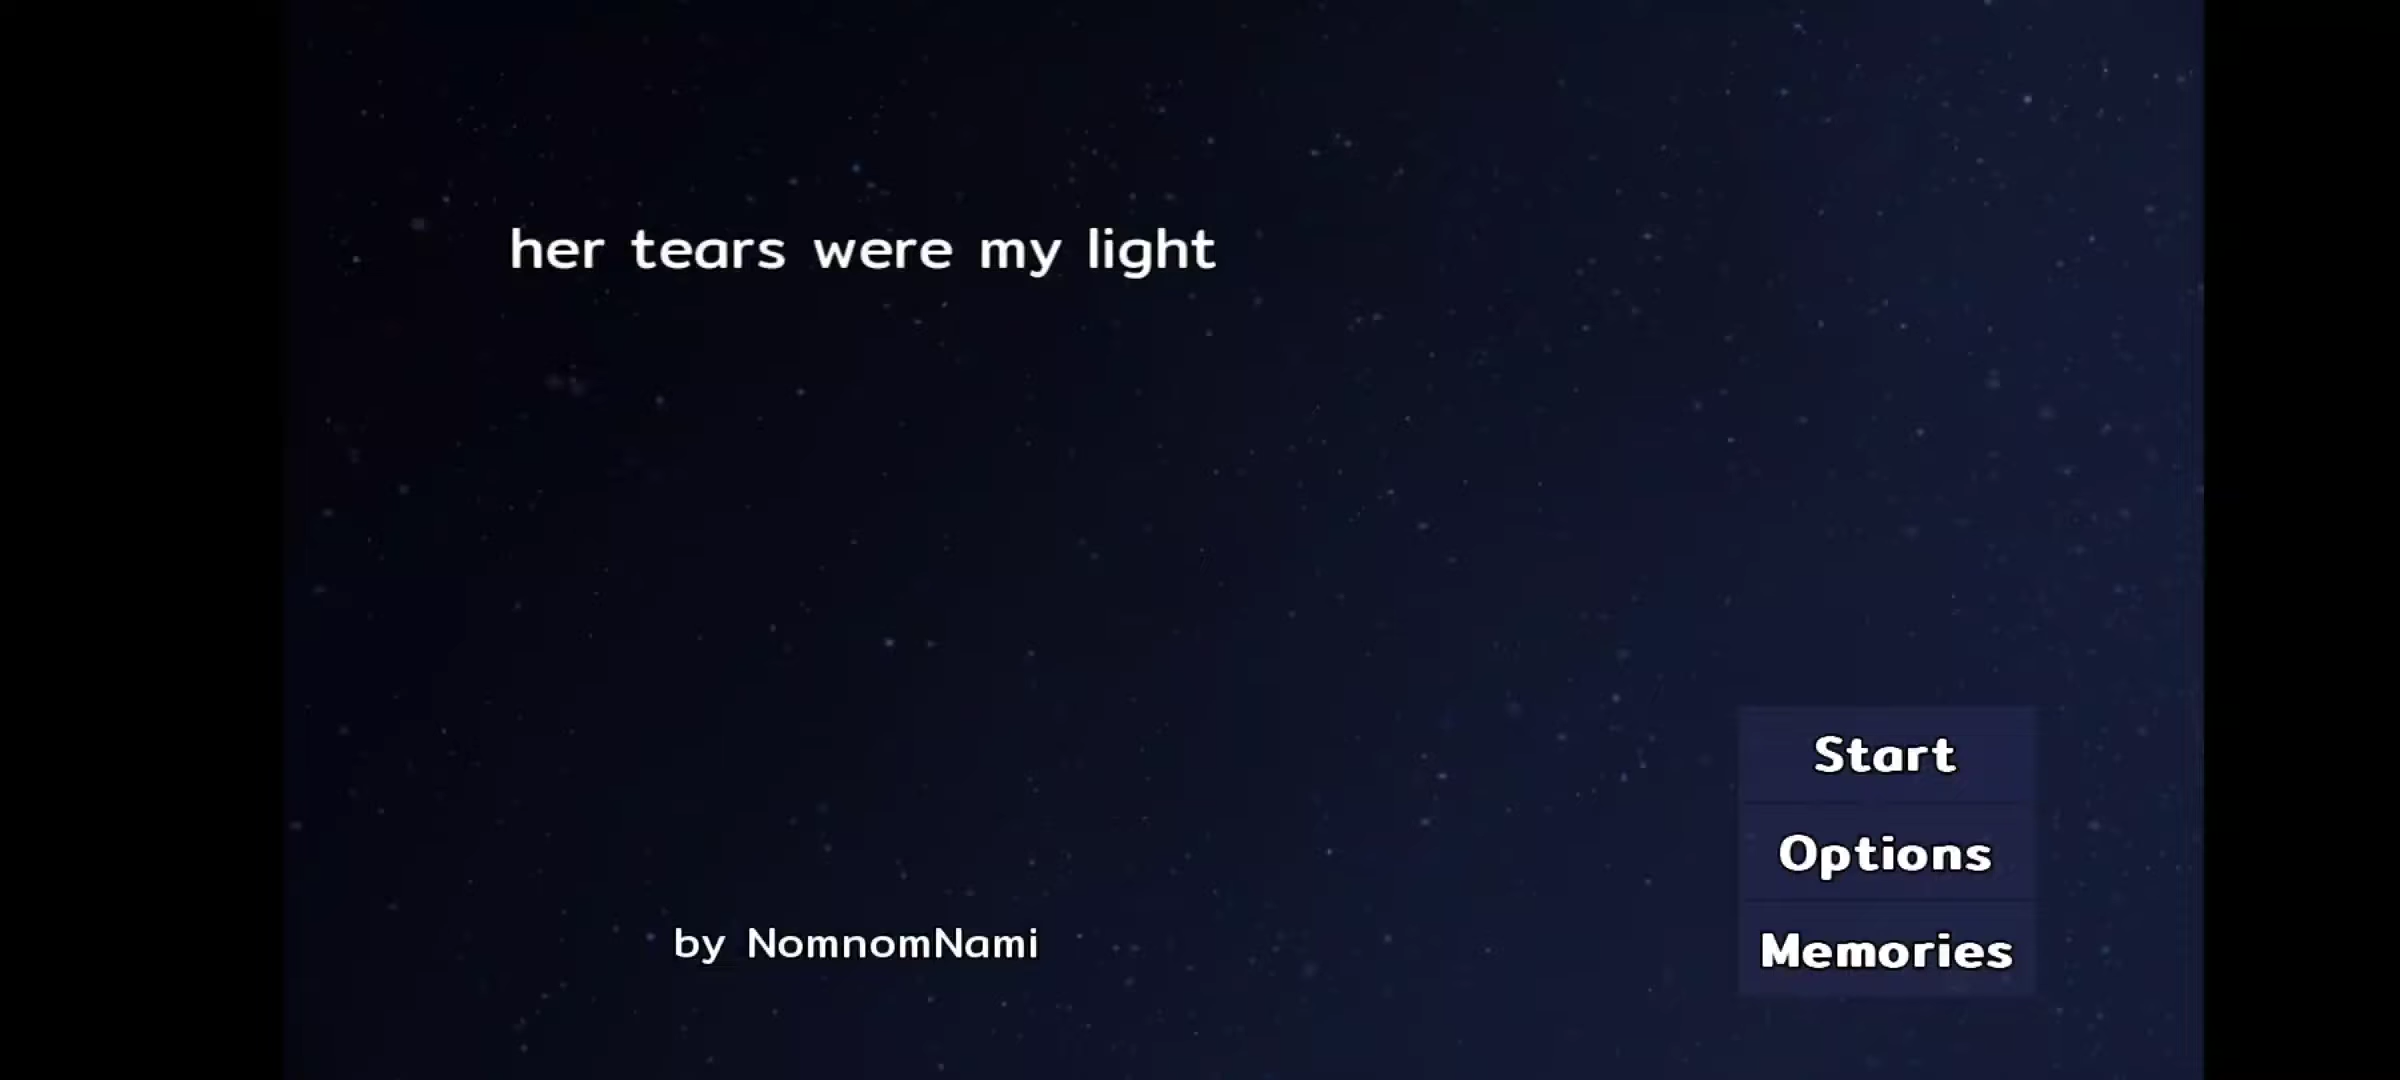 her tears were my light
Start
Options
Memories
by NomnomNami